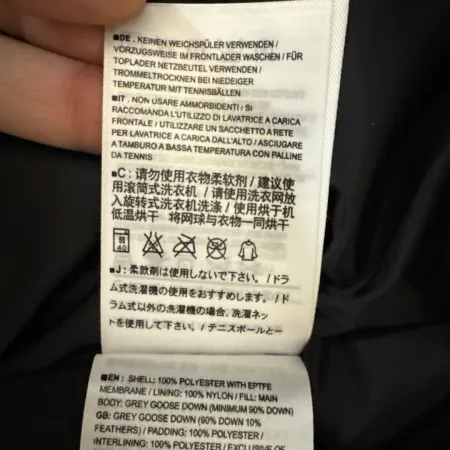 ■DE . KEINEN WEICHSPÜLER VERWENDEN /
VORZUGSWEISE IM FRONTLADER WASCHEN / FÜR
TOPLADER NETZBEUTEL VERWENDEN /
TROMMELTROCKNEN BEI NIEDEIGER
TEMPERATUR MIT TENNISBÄLLEN
■IT . NON USARE AMMORBIDENTI / SI
RACCOMANDA L'UTILIZZO DI LAVATRICE A CARICA
FRONTALE / UTILIZZARE UN SACCHETTO A RETE
PER LAVATRICE A CARICA DALL'ALTO / ASCIUGARE
A TAMBURO A BASSA TEMPERATURA CON PALLINE
DA TENNIS
■C : 请勿使用衣物柔软剂 / 建议使
用滚筒式洗衣机 / 请使用洗衣网放
入旋转式洗衣机洗涤 / 使用烘干机
低温烘干 将网球与衣物一同烘干
弱
40
■J : 柔軟剤は使用しないで下さい。 / ドラ
ム式洗濯機の使用をおすすめします。 / ド
ラム式以外の洗濯機の場合, 洗濯ネッ
トを使用して下さい。 / テニスボールと一
■EN : SHELL: 100% POLYESTER WITH EPTFE
MEMBRANE / LINING: 100% NYLON / FILL: MAIN
BODY: GREY GOOSE DOWN (MINIMUM 90% DOWN)
GB: GREY GOOSE DOWN (90% DOWN 10%
FEATHERS) / PADDING: 100% POLYESTER /
INTERLINING: 100% POLYESTER / EXCLUSIVE OF